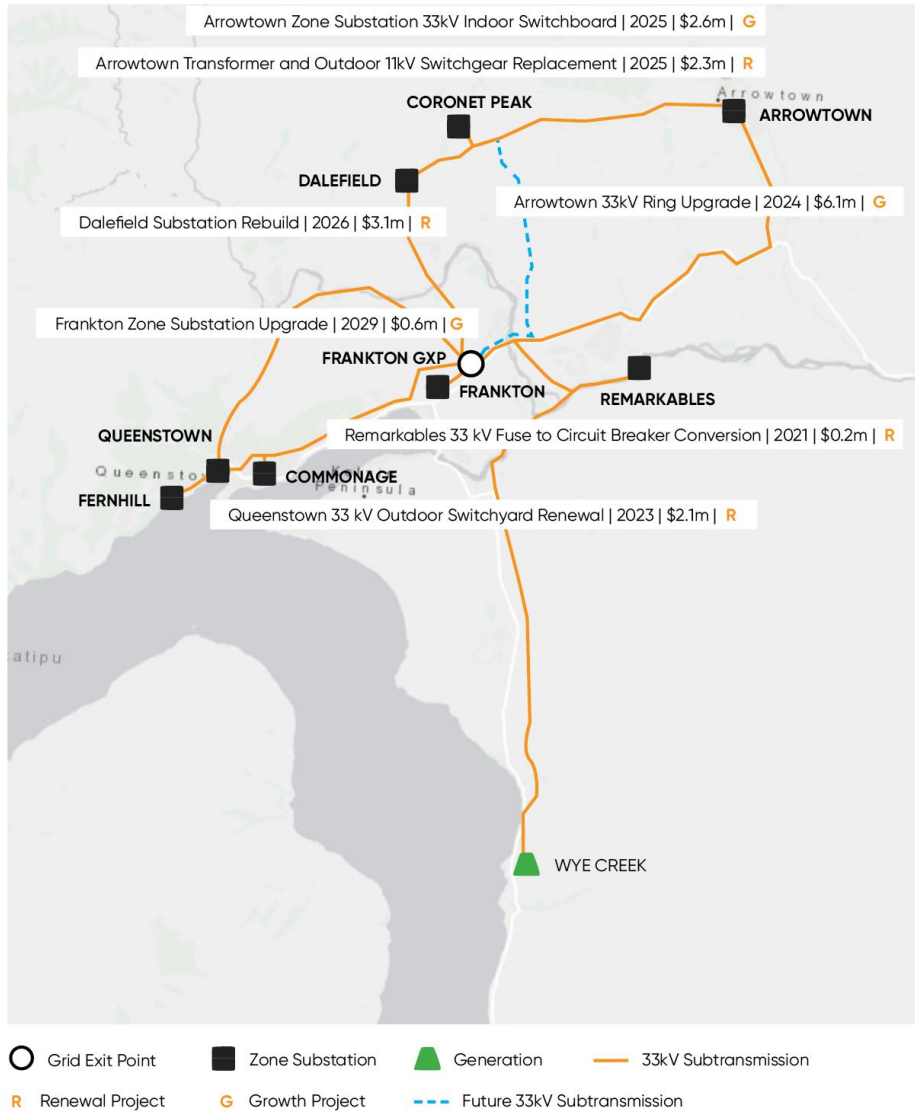 Arrowtown Zone Substation 33kV Indoor Switchboard | 2025 | $2.6m | G
Arrowtown Transformer and Outdoor 11kV Switchgear Replacement | 2025 | $2.3m | R
Arrowtown
CORONET PEAK
ARROWTOWN
DALEFIELD
Arrowtown 33kV Ring Upgrade | 2024 | $6.1m | G
Dalefield Substation Rebuild | 2026 | $3.1m | R
Frankton Zone Substation Upgrade | 2029 | $0.6m | G
FRANKTON GXP
FRANKTON
REMARKABLES
Remarkables 33 kV Fuse to Circuit Breaker Conversion | 2021 | $0.2m | R
QUEENSTOWN
Queensto
COMMONAGE
Peninsula
FERNHILL
Queenstown 33 kV Outdoor Switchyard Renewal | 2023 | $2.1m | R
atipu
WYE CREEK
Grid Exit Point
Zone Substation
Generation
33kV Subtransmission
R Renewal Project
G Growth Project
Future 33kV Subtransmission